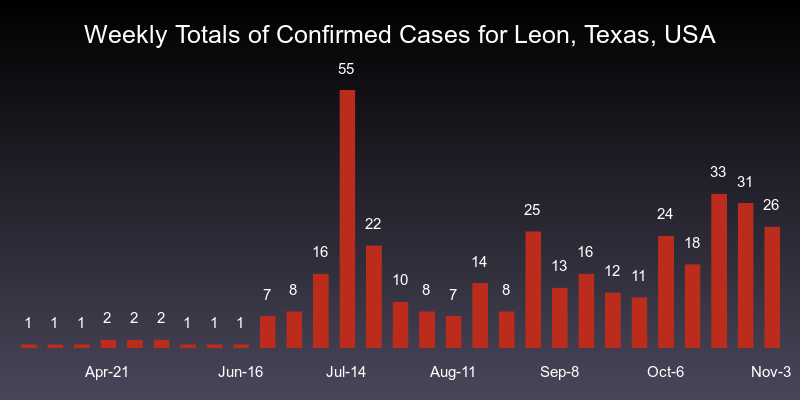 Weekly Totals of Confirmed Cases for Leon, Texas, USA
1 1 1 2 2 2 1 1 1 7 8 16 55 22 10 8 7 14 8 25 13 16 12 11 24 18 33 31 26
Apr-21 Jun-16 Jul-14 Aug-11 Sep-8 Oct-6 Nov-3